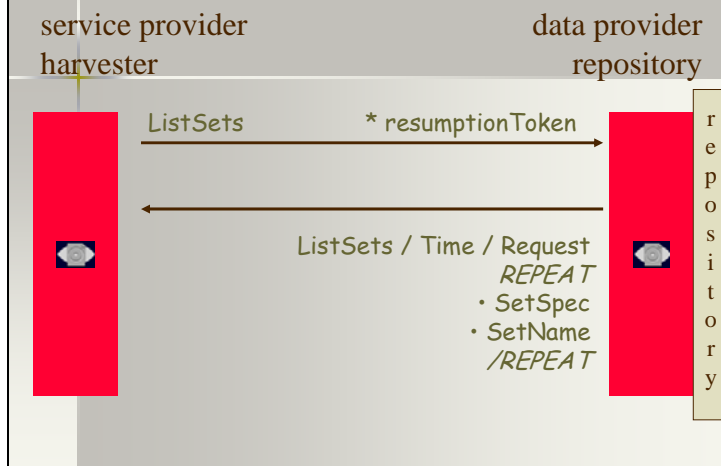 service provider
harvester
data provider
repository
ListSets * resumptionToken
ListSets / Time / Request
REPEAT
• SetSpec
• SetName
/REPEAT
r
e
p
o
s
i
t
o
r
y